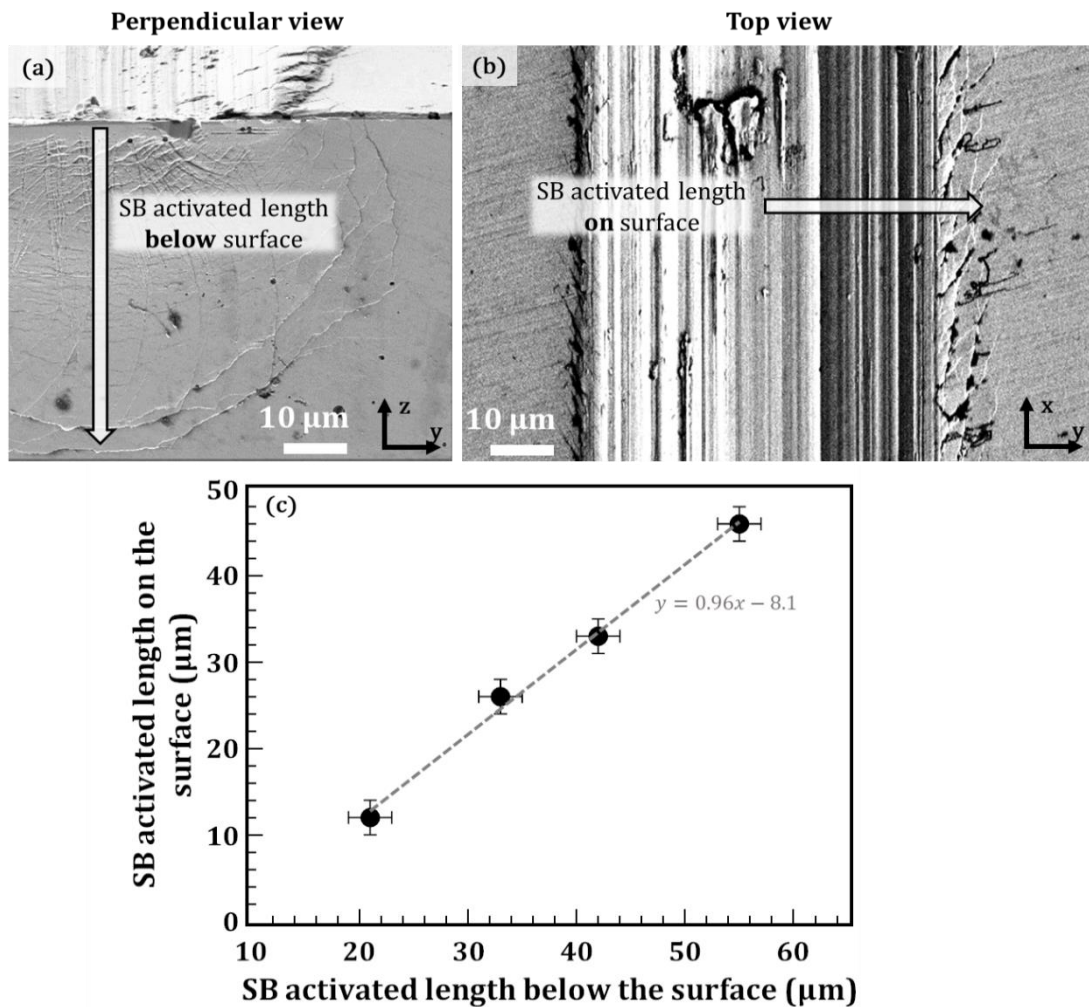 Perpendicular view
Top view
(a)
SB activated length
below surface
10 μm
z
y
(b)
SB activated length
on surface
10 μm
x
y
(c)
SB activated length on the
surface (μm)
50
40
30
20
10
0
y = 0.96x − 8.1
10 20 30 40 50 60
SB activated length below the surface (μm)